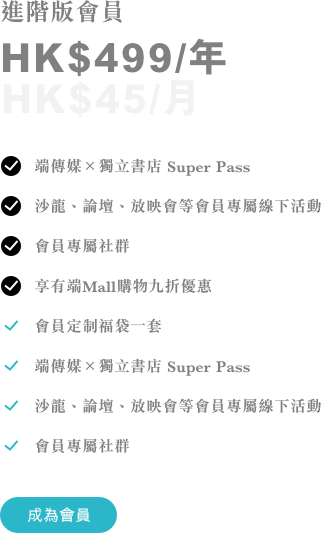 進階版會員
HK$499/年
HK$45/月
端傳媒×獨立書店 Super Pass
沙龍、論壇、放映會等會員專屬線下活動
會員專屬社群
享有端Mall購物九折優惠
會員定制福袋一套
端傳媒×獨立書店 Super Pass
沙龍、論壇、放映會等會員專屬線下活動
會員專屬社群
成為會員